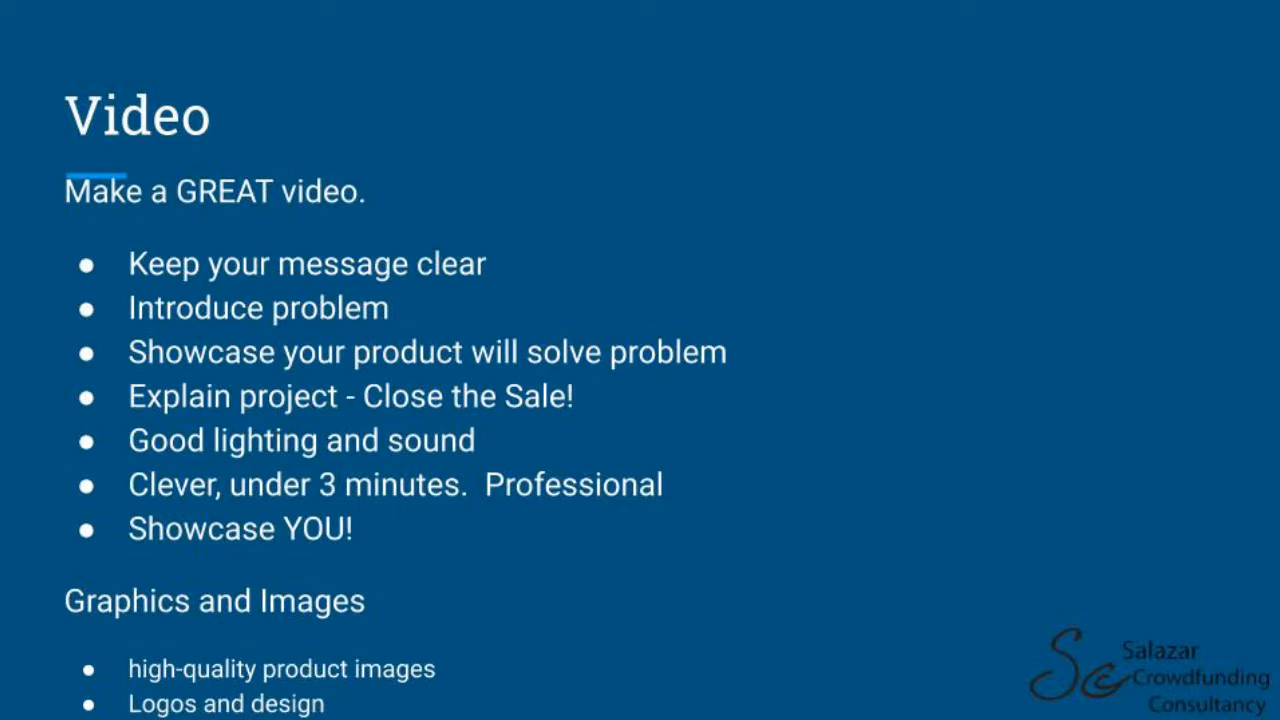 Video
Make a GREAT video.
● Keep your message clear
● Introduce problem
● Showcase your product will solve problem
● Explain project - Close the Sale!
● Good lighting and sound
● Clever, under 3 minutes.  Professional
● Showcase YOU!
Graphics and Images
● high-quality product images
● Logos and design
Salazar
Crowdfunding
Consultancy